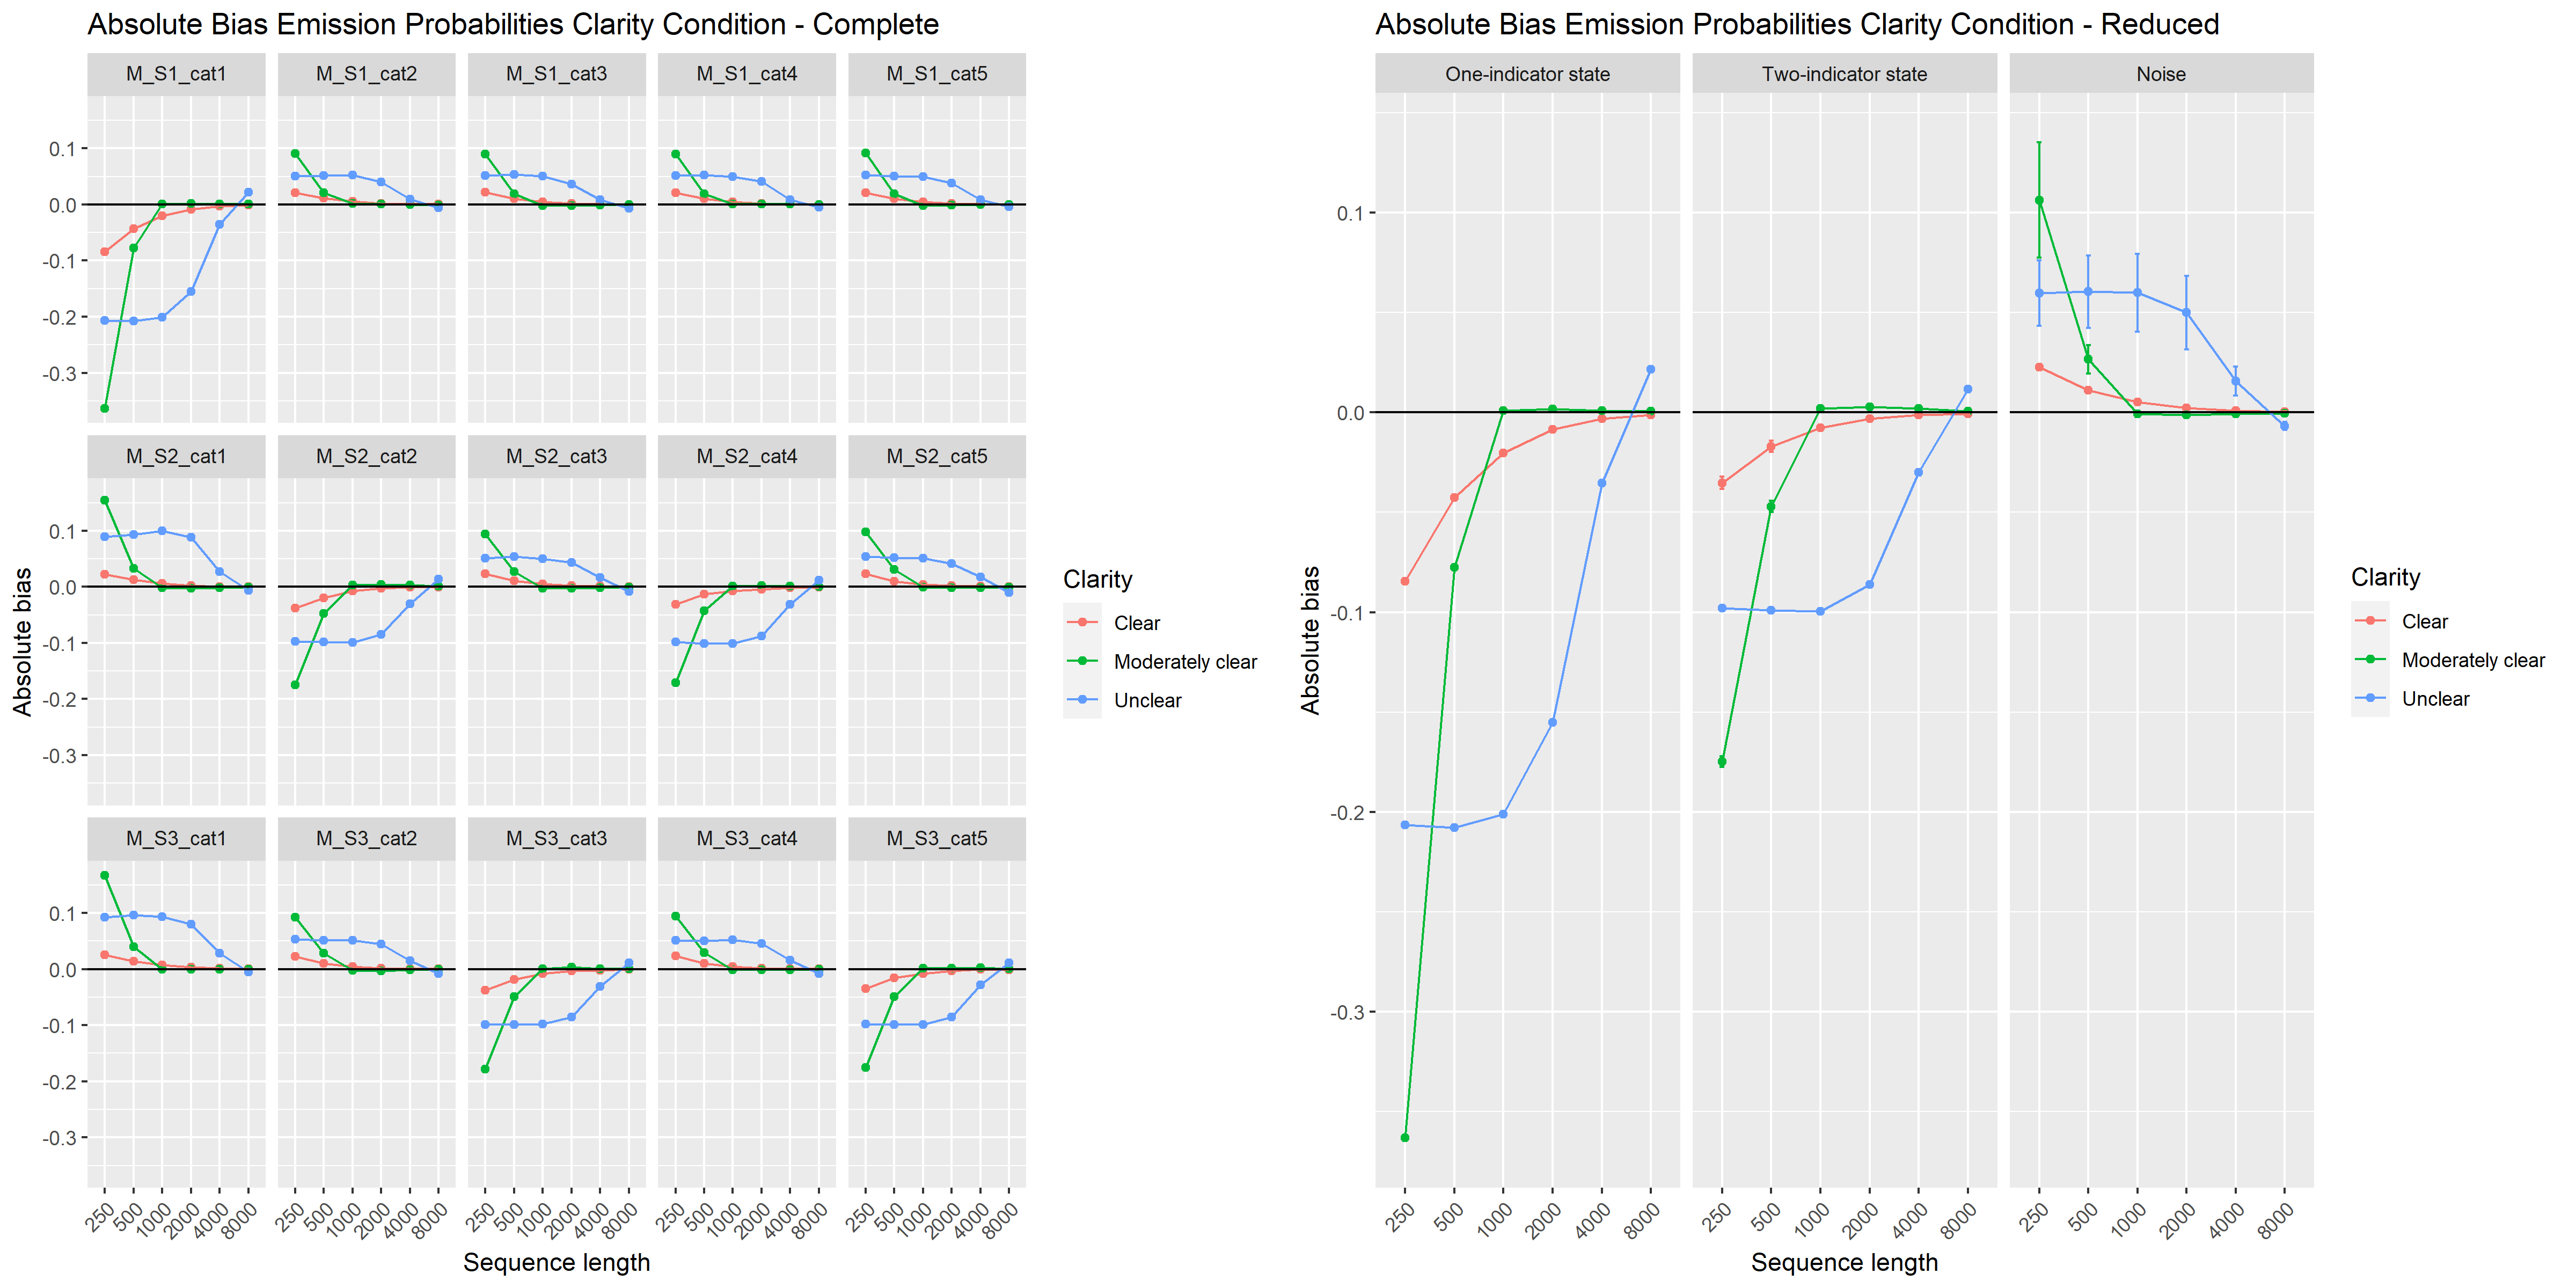 Absolute Bias Emission Probabilities Clarity Condition - Complete
M_S1_cat1 M_S1_cat2 M_S1_cat3 M_S1_cat4 M_S1_cat5
0.1
0.0
-0.1
-0.2
-0.3
M_S2_cat1 M_S2_cat2 M_S2_cat3 M_S2_cat4 M_S2_cat5
0.1
0.0
-0.1
-0.2
-0.3
M_S3_cat1 M_S3_cat2 M_S3_cat3 M_S3_cat4 M_S3_cat5
0.1
0.0
-0.1
-0.2
-0.3
250 500 1000 2000 4000 8000 250 500 1000 2000 4000 8000 250 500 1000 2000 4000 8000 250 500 1000 2000 4000 8000 250 500 1000 2000 4000 8000
Sequence length
Absolute bias
Clarity
Clear
Moderately clear
Unclear
Absolute Bias Emission Probabilities Clarity Condition - Reduced
One-indicator state Two-indicator state Noise
0.1
0.0
-0.1
-0.2
-0.3
250 500 1000 2000 4000 8000 250 500 1000 2000 4000 8000 250 500 1000 2000 4000 8000
Sequence length
Absolute bias
Clarity
Clear
Moderately clear
Unclear